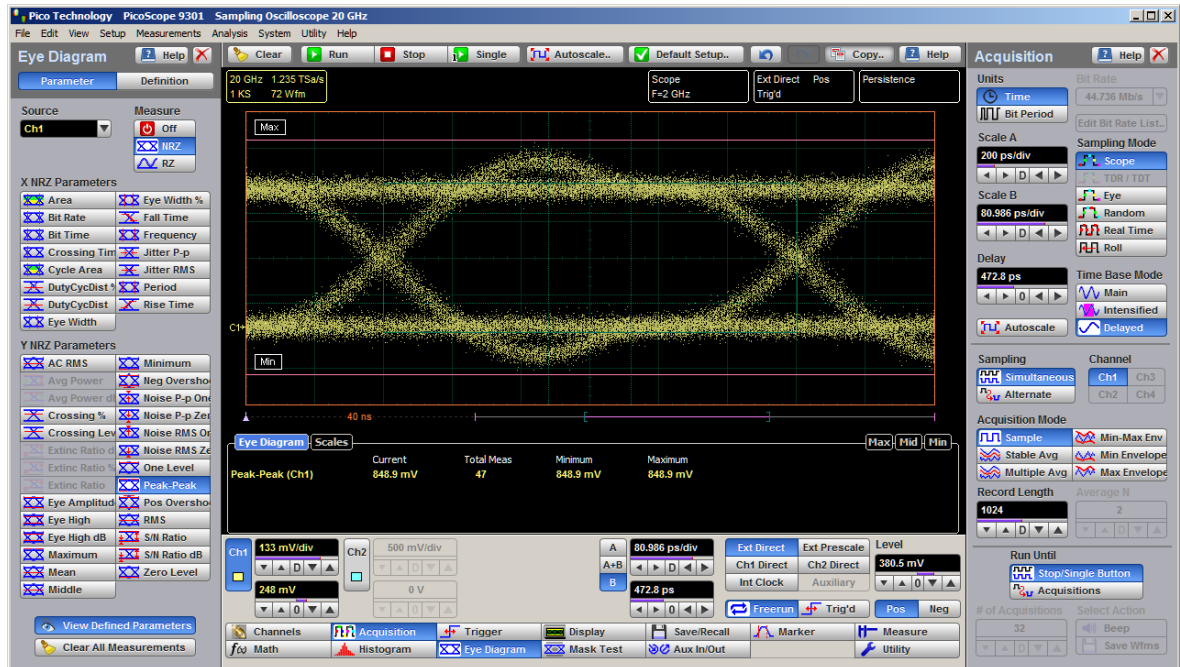 Pico Technology PicoScope 9301 Sampling Oscilloscope 20 GHz
File Edit View Setup Measurements Analysis System Utility Help
Eye Diagram
Help
Parameter Definition
Source Measure
Ch1 Off
NRZ
RZ
X NRZ Parameters
Area Eye Width %
Bit Rate Fall Time
Bit Time Frequency
Crossing Tim Jitter P-p
Cycle Area Jitter RMS
DutyCycDist % Period
DutyCycDist Rise Time
Eye Width
Y NRZ Parameters
AC RMS Minimum
Avg Power Neg Oversho
Avg Power d Noise P-p One
Crossing % Noise P-p Zer
Crossing Lev Noise RMS On
Extinc Ratio d Noise RMS Ze
Extinc Ratio % One Level
Extinc Ratio Peak-Peak
Eye Amplitud Pos Oversho
Eye High RMS
Eye High dB S/N Ratio
Maximum S/N Ratio dB
Mean Zero Level
Middle
View Defined Parameters
Clear All Measurements
Clear Run Stop Single Autoscale.. Default Setup.. Copy.. Help
20 GHz 1.235 TSa/s
1 KS 72 Wfm
Scope
F=2 GHz
Ext Direct Pos
Trig'd
Persistence
Max
C1
Min
40 ns
Eye Diagram Scales Max Mid Min
Current Total Meas Minimum Maximum
Peak-Peak (Ch1) 848.9 mV 47 848.9 mV 848.9 mV
Ch1 133 mV/div Ch2 500 mV/div
D D
248 mV 0 V
0 0
A 80.986 ps/div
A+B D
B 472.8 ps
0
Ext Direct Ext Prescale Level
Ch1 Direct Ch2 Direct 380.5 mV
Int Clock Auxiliary 0
Freerun Trig'd Pos Neg
Channels Acquisition Trigger Display Save/Recall Marker Measure
f(x) Math Histogram Eye Diagram Mask Test Aux In/Out Utility
Acquisition
Help
Units Bit Rate
Time 44.736 Mb/s
Bit Period Edit Bit Rate List..
Scale A Sampling Mode
200 ps/div Scope
D TDR / TDT
Scale B Eye
80.986 ps/div Random
D Real Time
Roll
Delay
472.8 ps Time Base Mode
0 Main
Intensified
Autoscale Delayed
Sampling Channel
Simultaneous Ch1 Ch3
Alternate Ch2 Ch4
Acquisition Mode
Sample Min-Max Env
Stable Avg Min Envelope
Multiple Avg Max Envelope
Record Length Average N
1024 2
D D
Run Until
Stop/Single Button
Acquisitions
# of Acquisitions Select Action
32 Beep
D Save Wfms